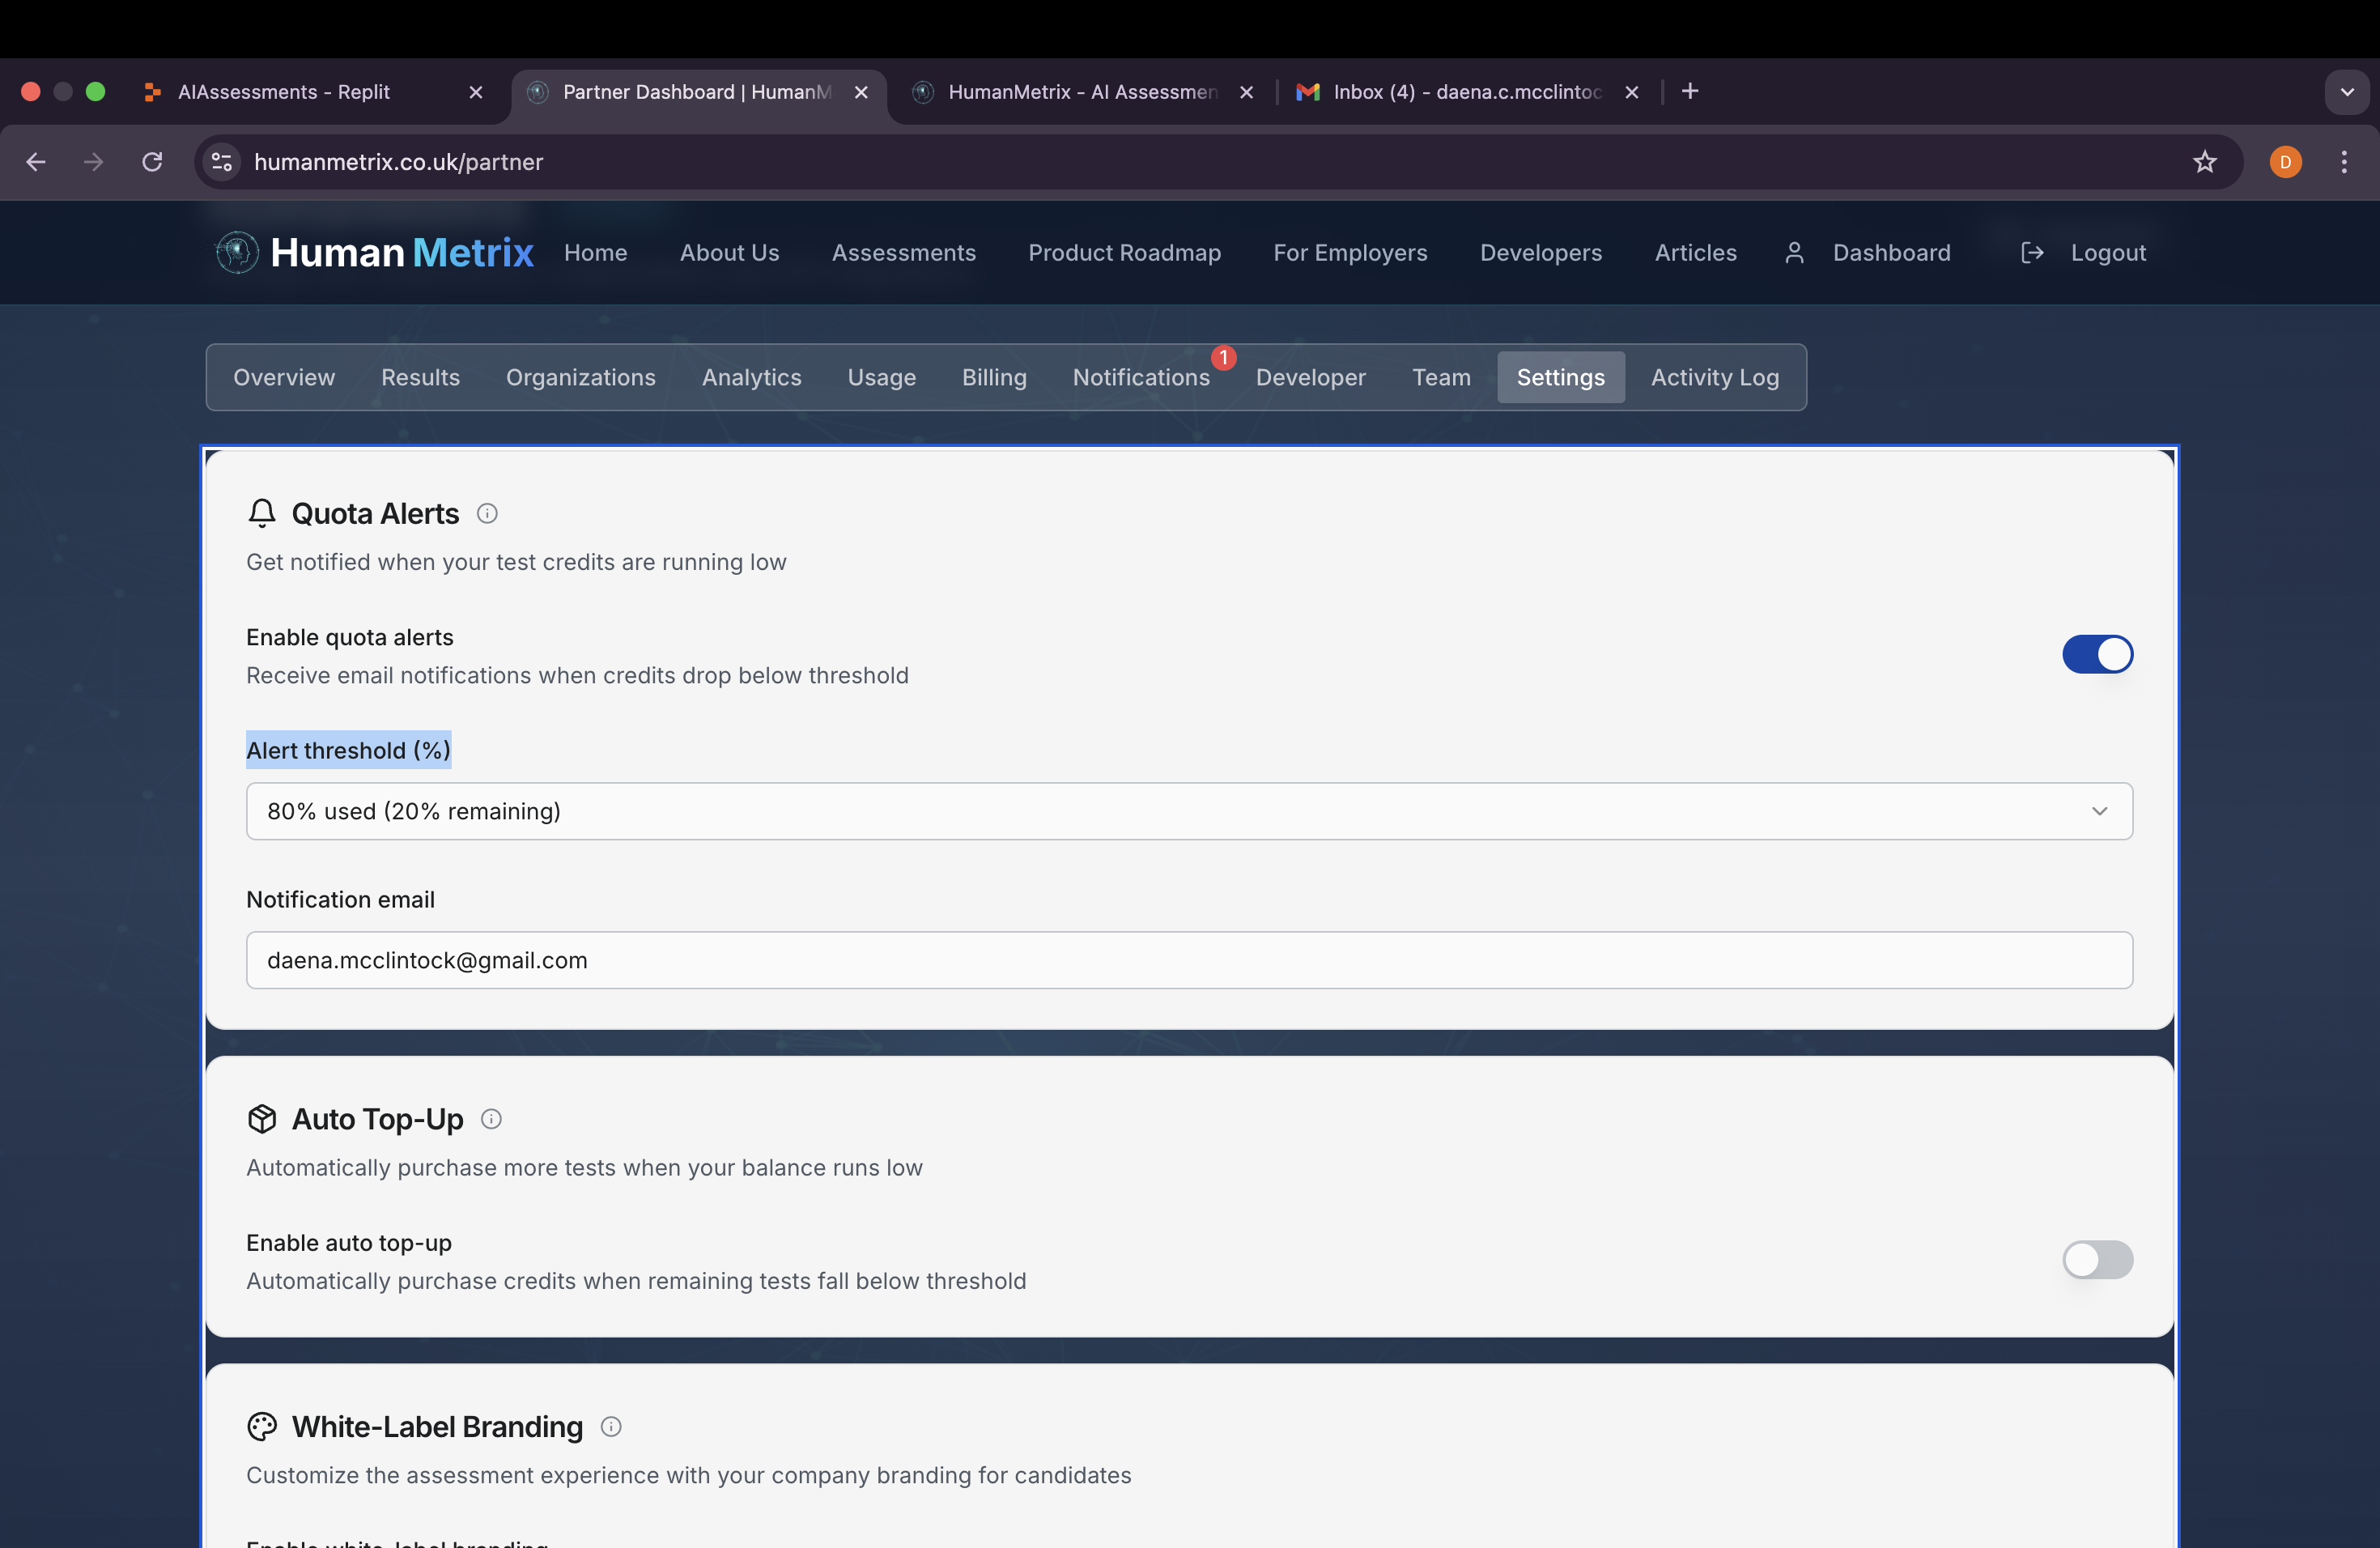 AIAssessments - Replit
Partner Dashboard | HumanM
HumanMetrix - AI Assessmen
Inbox (4) - daena.c.mcclintoc
humanmetrix.co.uk/partner
D
HumanMetrix
Home
About Us
Assessments
Product Roadmap
For Employers
Developers
Articles
Dashboard
Logout
Overview
Results
Organizations
Analytics
Usage
Billing
Notifications
1
Developer
Team
Settings
Activity Log
Quota Alerts
Get notified when your test credits are running low
Enable quota alerts
Receive email notifications when credits drop below threshold
Alert threshold (%)
80% used (20% remaining)
Notification email
daena.mcclintock@gmail.com
Auto Top-Up
Automatically purchase more tests when your balance runs low
Enable auto top-up
Automatically purchase credits when remaining tests fall below threshold
White-Label Branding
Customize the assessment experience with your company branding for candidates
Enable white-label branding